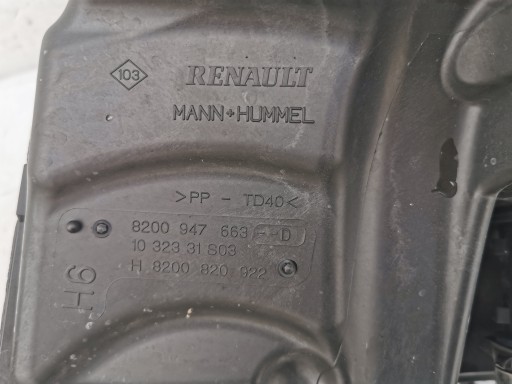 103
RENAULT
MANN+HUMMEL
>PP - TD40<
8200 947 663--D
10 323 31 S03
H 8200 820 922
H6